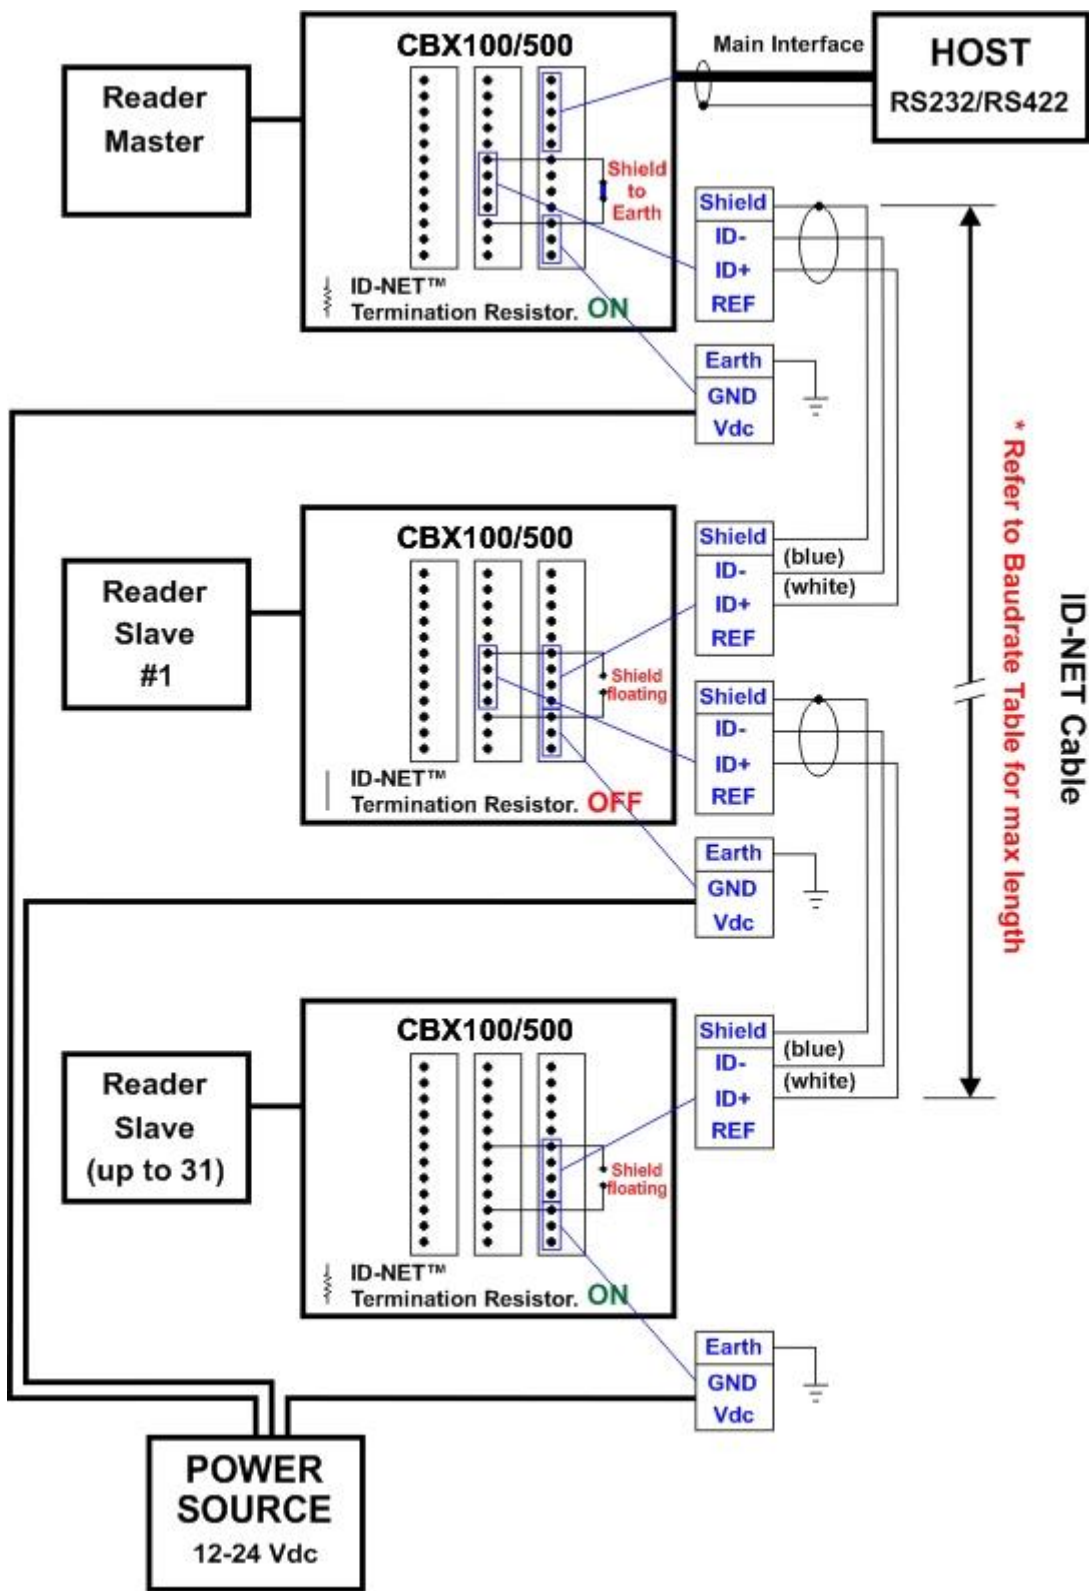 CBX100/500
Reader
Master
Main Interface
HOST
RS232/RS422
Shield
to
Earth
ID-NET™
Termination Resistor. ON
Shield
ID-
ID+
REF
Earth
GND
Vdc
CBX100/500
Reader
Slave
#1
Shield
floating
ID-NET™
Termination Resistor. OFF
Shield
ID-
(blue)
ID+
(white)
REF
Shield
ID-
ID+
REF
Earth
GND
Vdc
* Refer to Baudrate Table for max length
ID-NET Cable
CBX100/500
Reader
Slave
(up to 31)
Shield
floating
ID-NET™
Termination Resistor. ON
Shield
ID-
(blue)
ID+
(white)
REF
Earth
GND
Vdc
POWER
SOURCE
12-24 Vdc